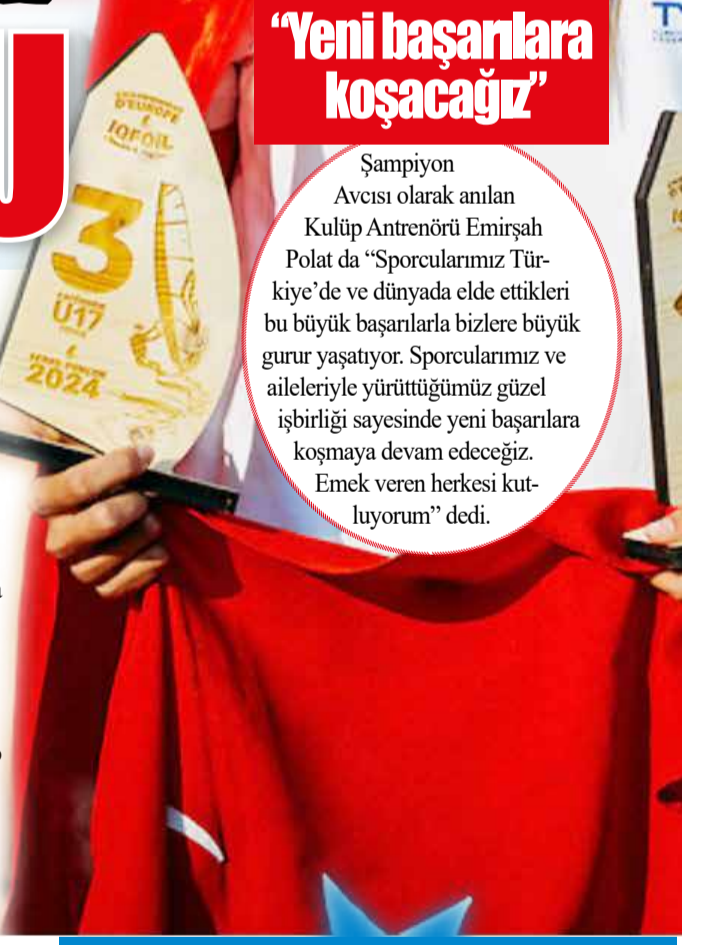 “Yeni başarılara
koşacağız”
Şampiyon
Avcısı olarak anılan
Kulüp Antrenörü Emirşah
Polat da “Sporcularımız Tür-
kiye’de ve dünyada elde ettikleri
bu büyük başarılarla bizlere büyük
gurur yaşatıyor. Sporcularımız ve
aileleriyle yürüttüğümüz güzel
işbirliği sayesinde yeni başarılara
koşmaya devam edeceğiz.
Emek veren herkesi kut-
luyorum” dedi.
U
D'EUROPE
IQFOIL
3
U17
2024